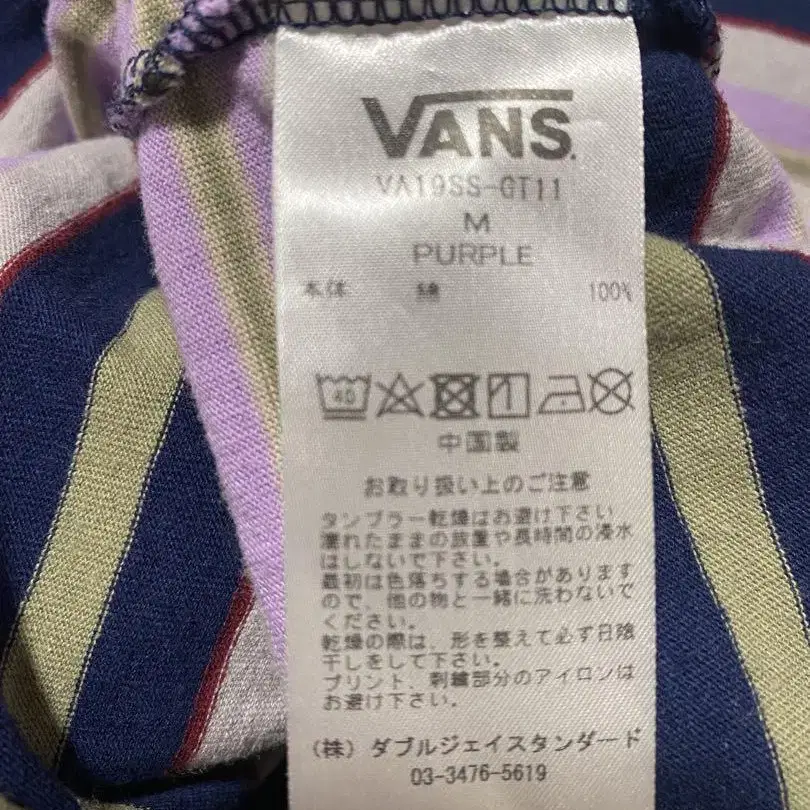 VANS
VA19SS-GT11
M
PURPLE
本体 綿 100%
40
中国製
お取り扱い上のご注意
タンブラー乾燥はお避け下さい
濡れたままの放置や長時間の浸水
はしないで下さい。
最初は色落ちする場合があります
ので、他の物と一緒に洗わないで
ください。
乾燥の際は、形を整えて必ず日陰
干しをして下さい。
プリント、刺繍部分のアイロンは
お避け下さい。
(株) ダブルジェイスタンダード
03-3476-5619